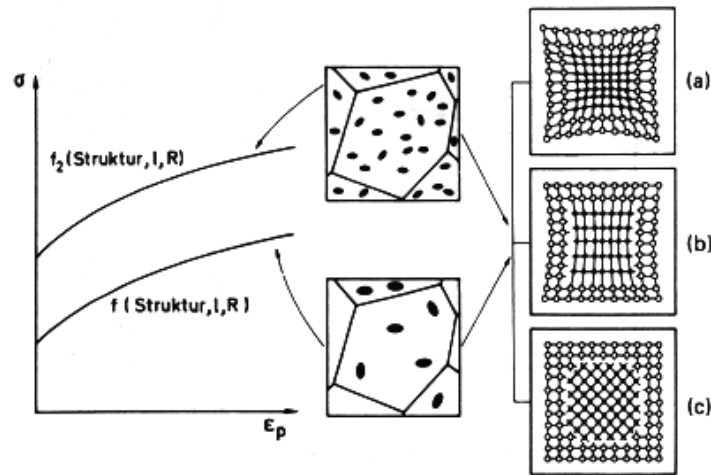 σ
f₂(Struktur, l, R)
f (Struktur, l, R)
εₚ
(a)
(b)
(c)